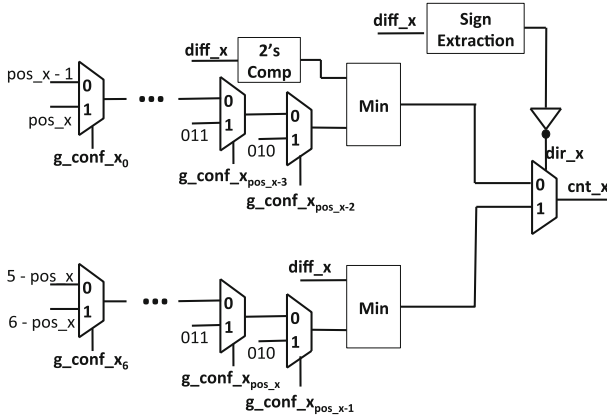 diff_x
Sign
Extraction
diff_x
2's
Comp
pos_x - 1
0
1
pos_x
g_conf_x0
0
1
011
g_conf_xpos_x-3
0
1
010
g_conf_xpos_x-2
Min
dir_x
0
1
cnt_x
5 - pos_x
0
1
6 - pos_x
g_conf_x6
0
1
011
g_conf_xpos_x
diff_x
0
1
010
g_conf_xpos_x-1
Min